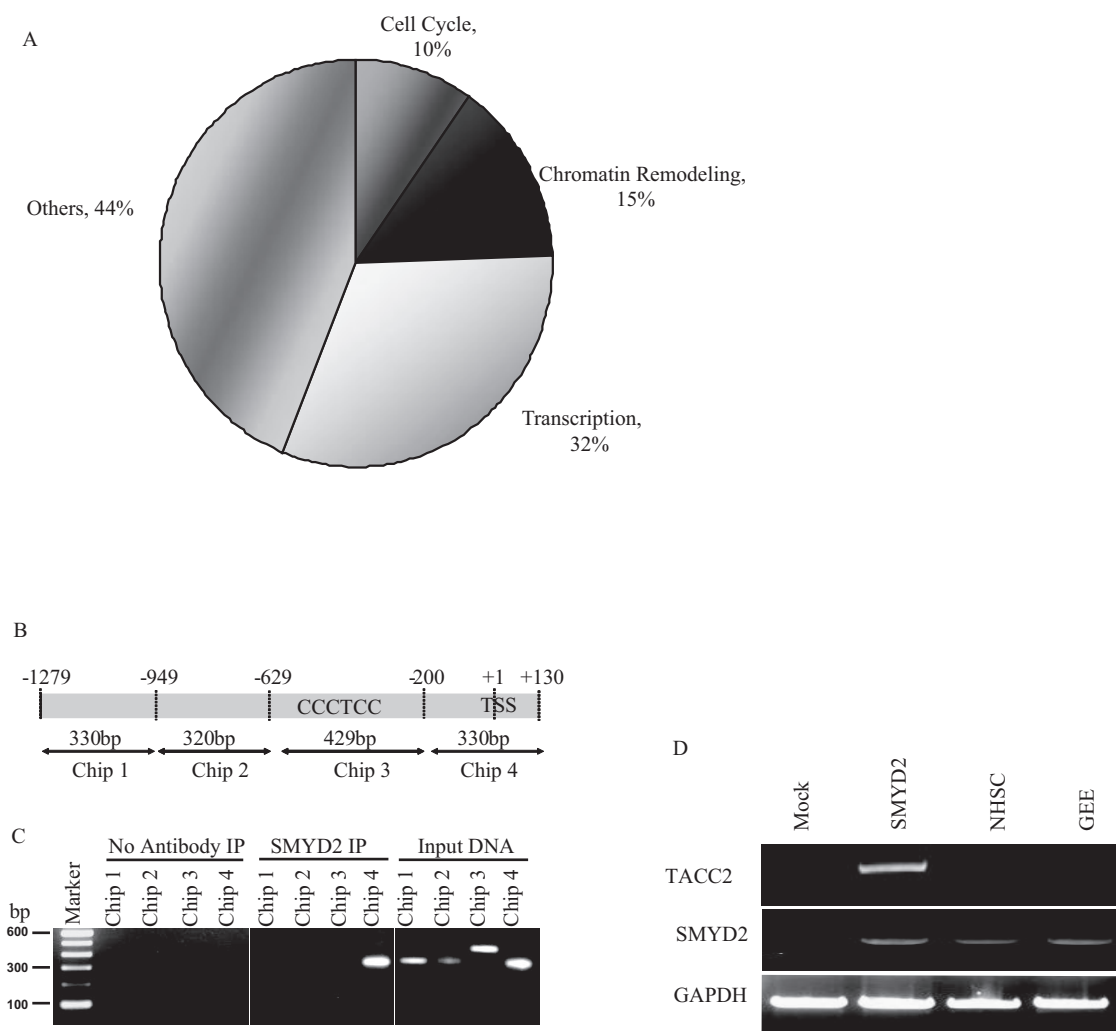 A
Cell Cycle,
10%
Chromatin Remodeling,
15%
Others, 44%
Transcription,
32%
B
-1279 -949 -629 -200 +1 +130
CCCTCC TSS
330bp 320bp 429bp 330bp
Chip 1 Chip 2 Chip 3 Chip 4
C
No Antibody IP SMYD2 IP Input DNA
Marker Chip 1 Chip 2 Chip 3 Chip 4 Chip 1 Chip 2 Chip 3 Chip 4 Chip 1 Chip 2 Chip 3 Chip 4
bp
600
300
100
D
Mock SMYD2 NHSC GEE
TACC2
SMYD2
GAPDH